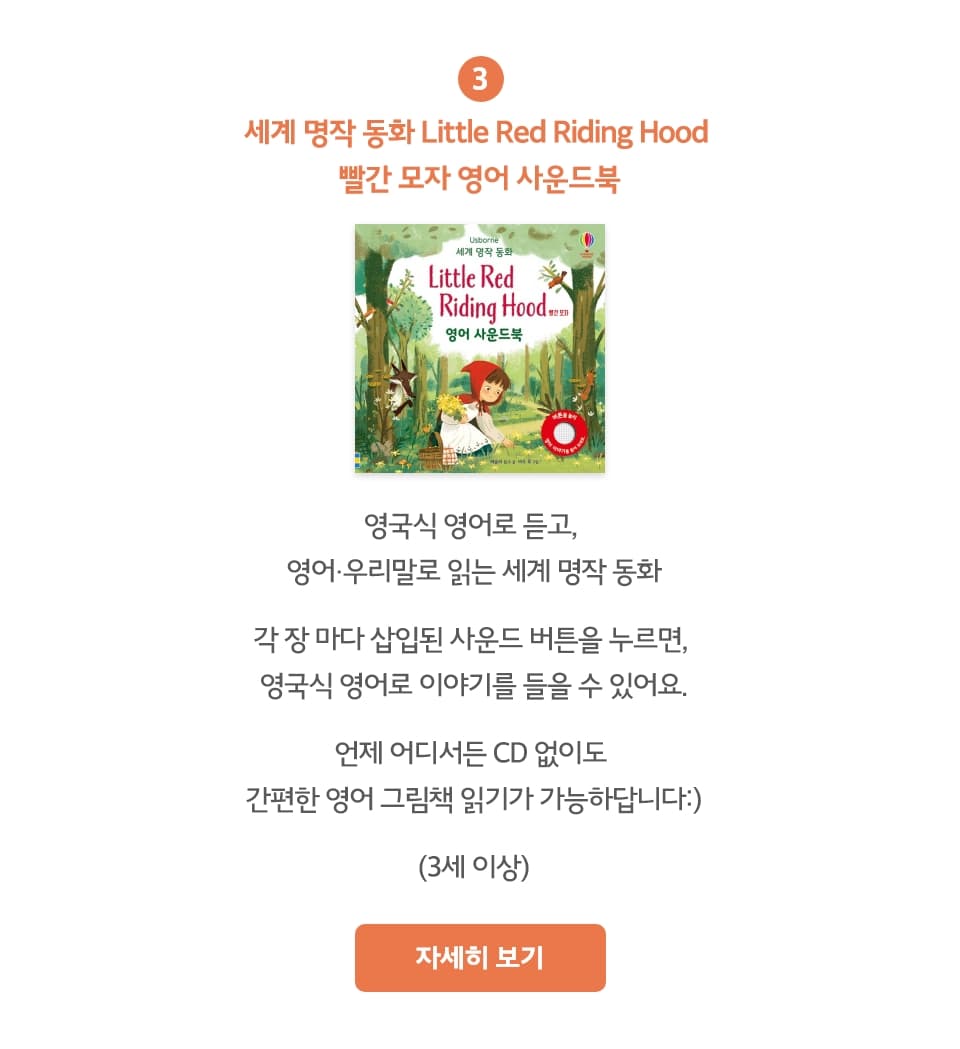 3
세계 명작 동화 Little Red Riding Hood
빨간 모자 영어 사운드북
Usborne
세계 명작 동화
Little Red
Riding Hood 빨간 모자
영어 사운드북
버튼을 눌러
영국식 영어로 듣고,
영어·우리말로 읽는 세계 명작 동화
각 장 마다 삽입된 사운드 버튼을 누르면,
영국식 영어로 이야기를 들을 수 있어요.
언제 어디서든 CD 없이도
간편한 영어 그림책 읽기가 가능하답니다:)
(3세 이상)
자세히 보기